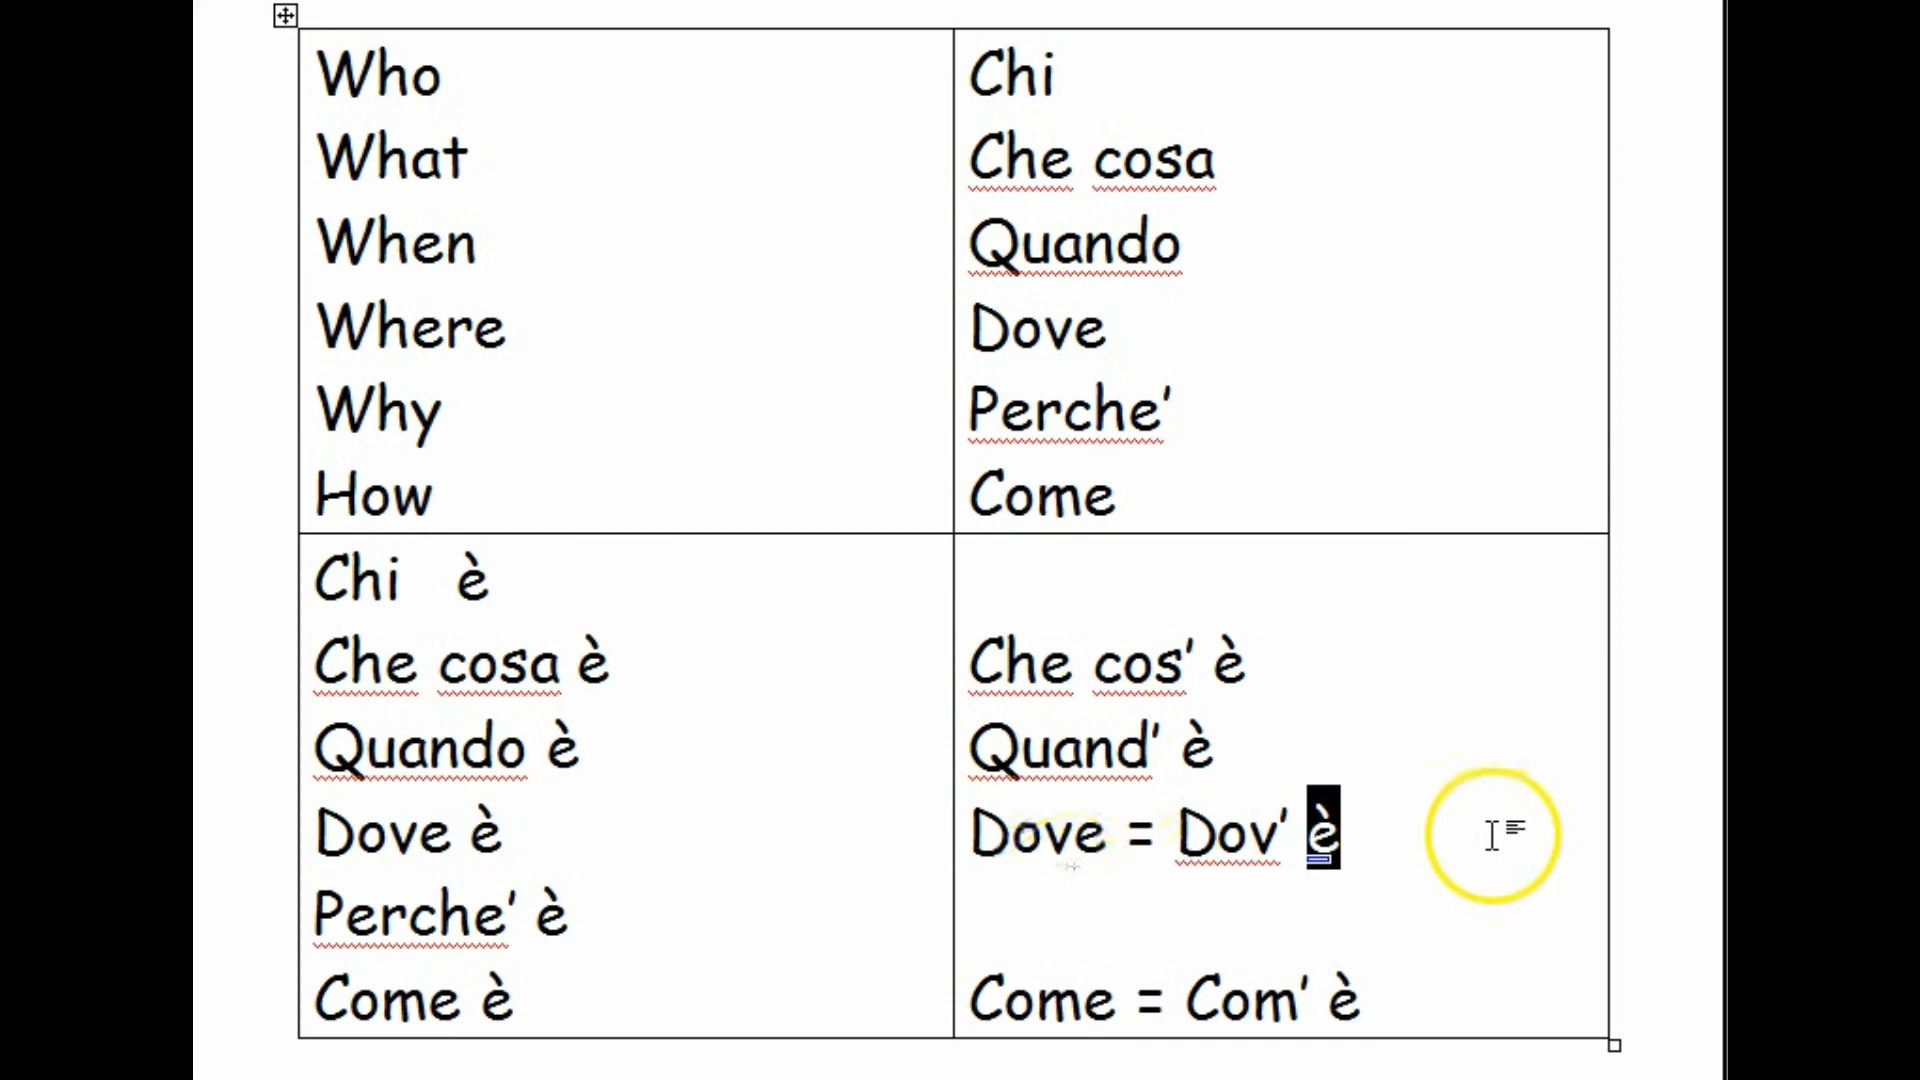 Who
What
When
Where
Why
How
Chi
Che cosa
Quando
Dove
Perche’
Come
Chi è
Che cosa è
Quando è
Dove è
Perche’ è
Come è
Che cos’ è
Quand’ è
Dove = Dov’ è
Come = Com’ è